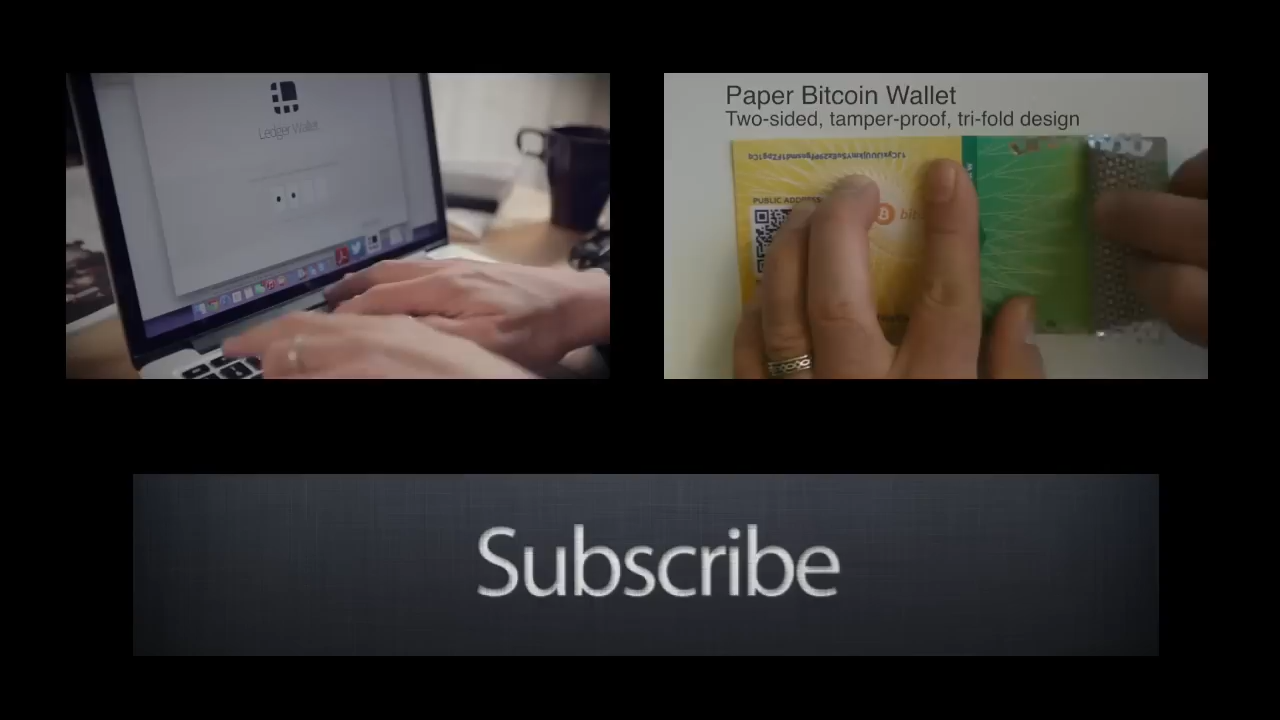 Ledger Wallet
Paper Bitcoin Wallet
Two-sided, tamper-proof, tri-fold design
PUBLIC ADDRESS
Subscribe